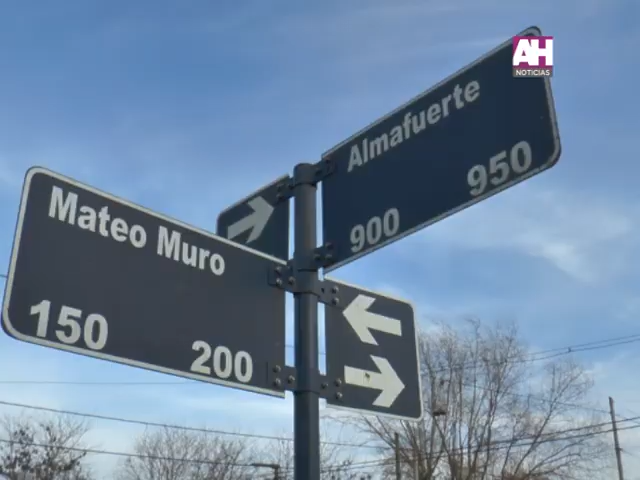 AH
NOTICIAS
Almafuerte
900 950
Mateo Muro
150 200